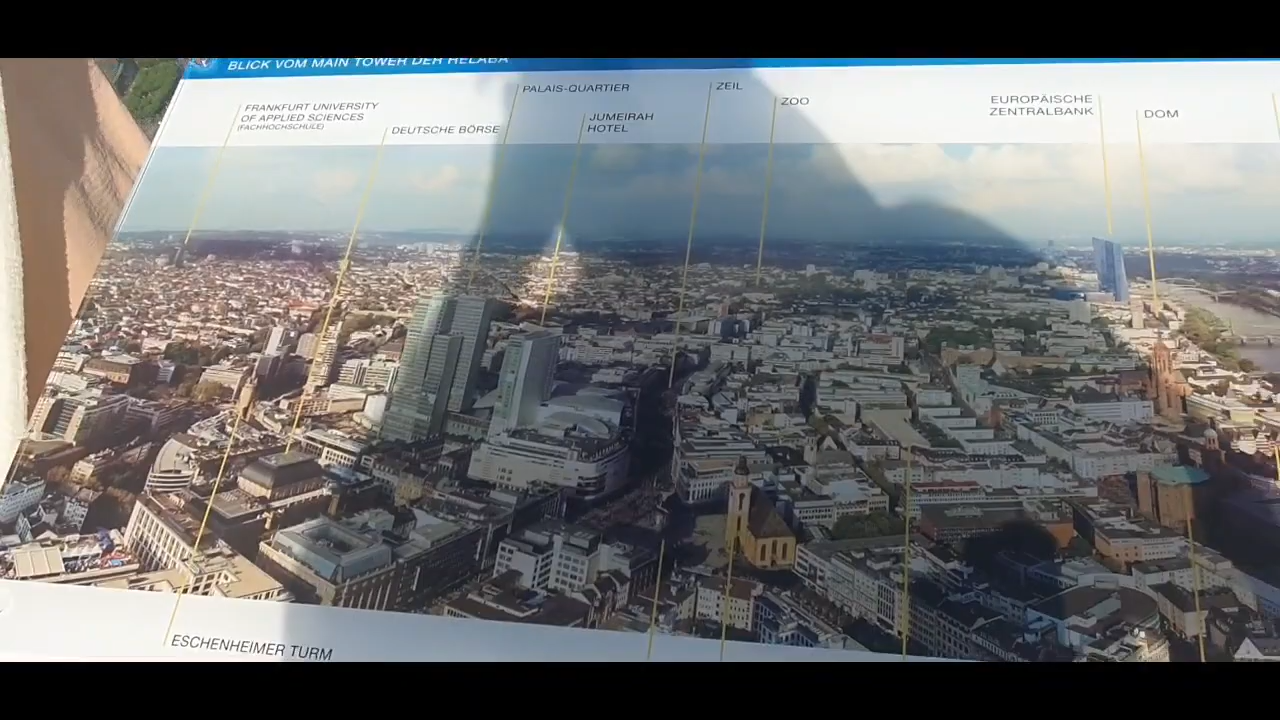 BLICK VOM MAIN TOWER DER HELABA
FRANKFURT UNIVERSITY
OF APPLIED SCIENCES
(FACHHOCHSCHULE)
DEUTSCHE BÖRSE
PALAIS-QUARTIER
JUMEIRAH
HOTEL
ZEIL
ZOO
EUROPÄISCHE
ZENTRALBANK
DOM
ESCHENHEIMER TURM